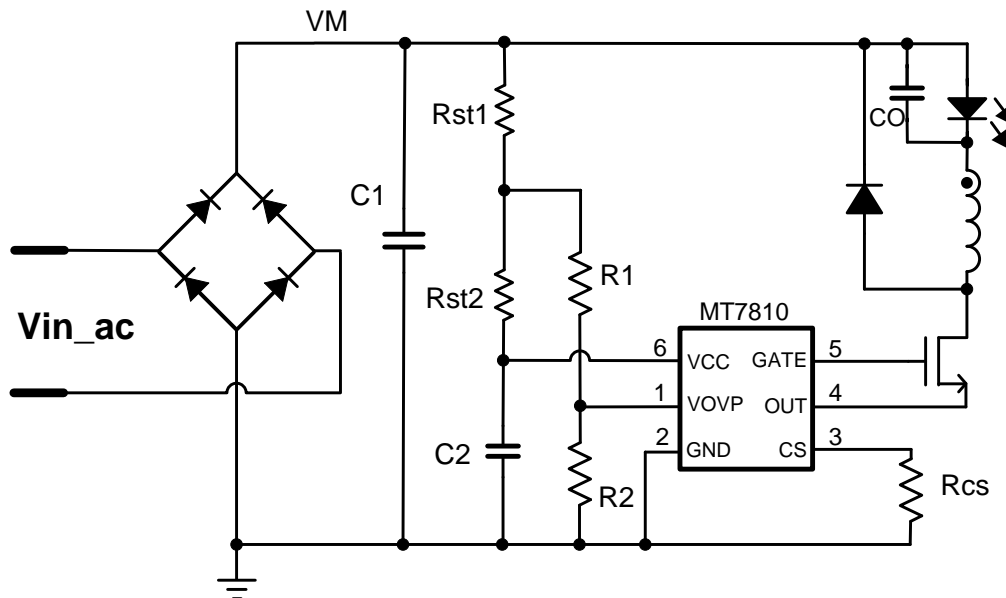 VM
Rst1
CO
C1
Rst2
R1
Vin_ac
MT7810
6
VCC
GATE
5
1
VOVP
OUT
4
2
GND
CS
3
C2
R2
Rcs